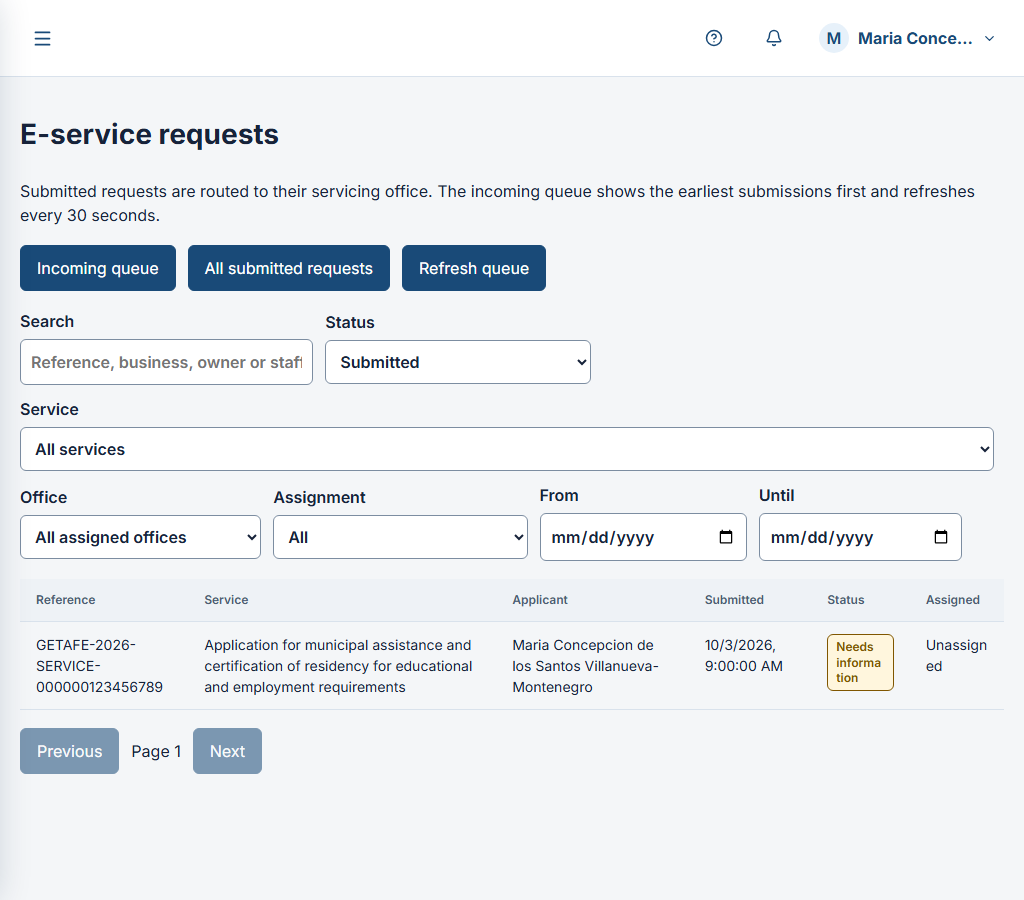 M Maria Conce...
E-service requests
Submitted requests are routed to their servicing office. The incoming queue shows the earliest submissions first and refreshes
every 30 seconds.
Incoming queue All submitted requests Refresh queue
Search Status
Reference, business, owner or staff Submitted
Service
All services
Office Assignment From Until
All assigned offices All mm/dd/yyyy mm/dd/yyyy
Reference Service Applicant Submitted Status Assigned
GETAFE-2026- Application for municipal assistance and Maria Concepcion de 10/3/2026, Needs Unassign
SERVICE- certification of residency for educational los Santos Villanueva- 9:00:00 AM informa ed
000000123456789 and employment requirements Montenegro tion
Previous Page 1 Next